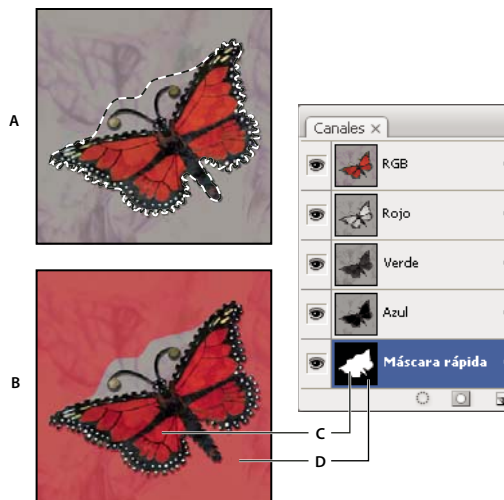 A
Canales ×
RGB
Rojo
Verde
Azul
B
Máscara rápida
C
D